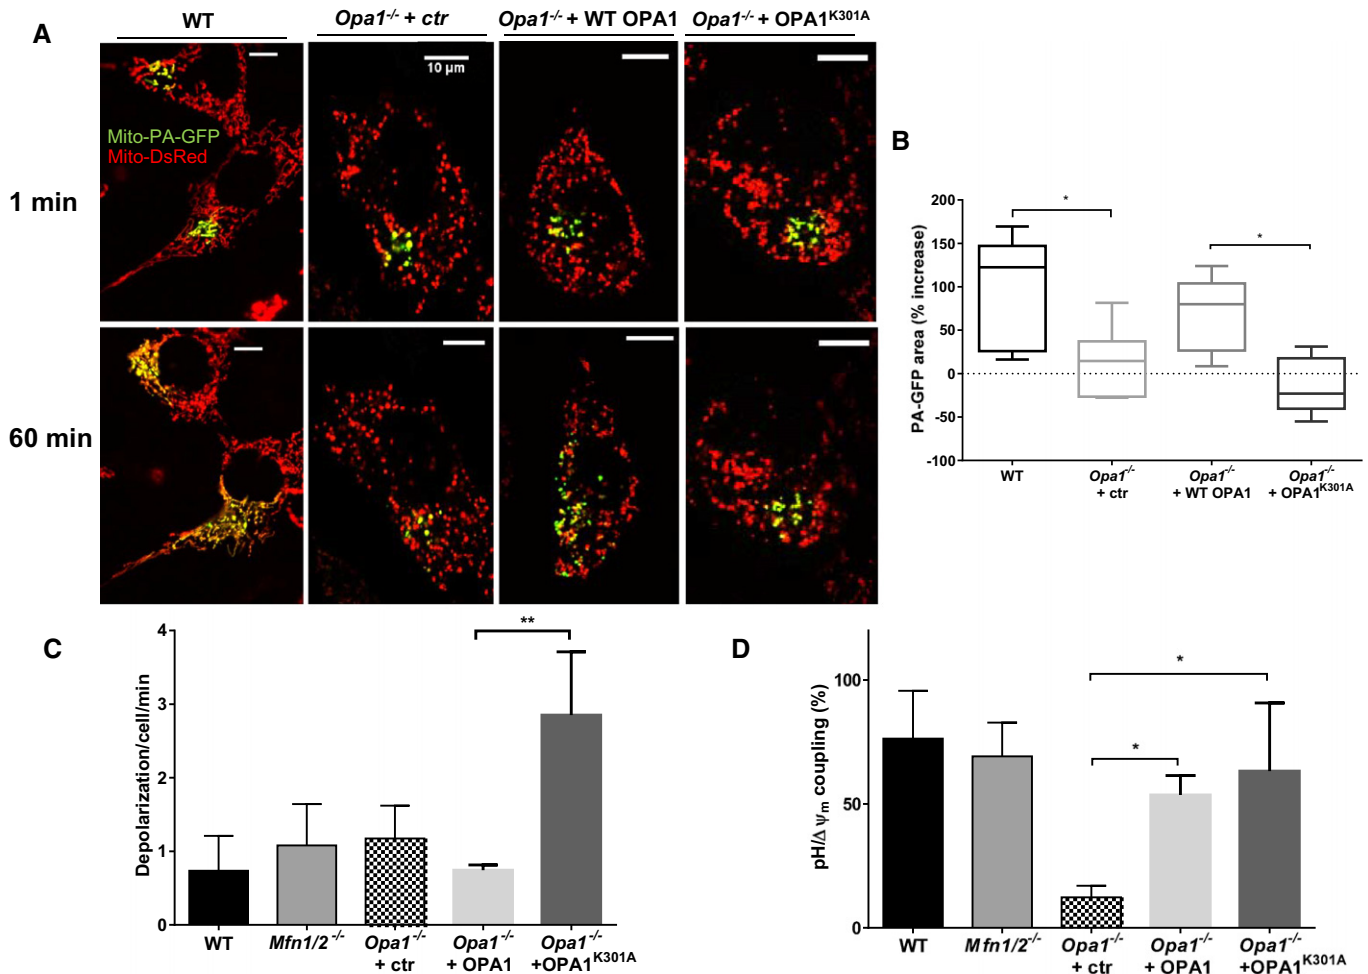 A
WT
Opa1-/- + ctr
Opa1-/- + WT OPA1
Opa1-/- + OPA1K301A
10 µm
Mito-PA-GFP
Mito-DsRed
1 min
60 min
B
PA-GFP area (% increase)
200
150
100
50
0
-50
-100
*
*
WT
Opa1-/-
+ ctr
Opa1-/-
+ WT OPA1
Opa1-/-
+ OPA1K301A
C
Depolarization/cell/min
4
3
2
1
0
**
WT
Mfn1/2-/-
Opa1-/-
+ ctr
Opa1-/-
+ OPA1
Opa1-/-
+OPA1K301A
D
pH/Δ ψm coupling (%)
100
50
0
*
*
WT
Mfn1/2-/-
Opa1-/-
+ ctr
Opa1-/-
+ OPA1
Opa1-/-
+OPA1K301A